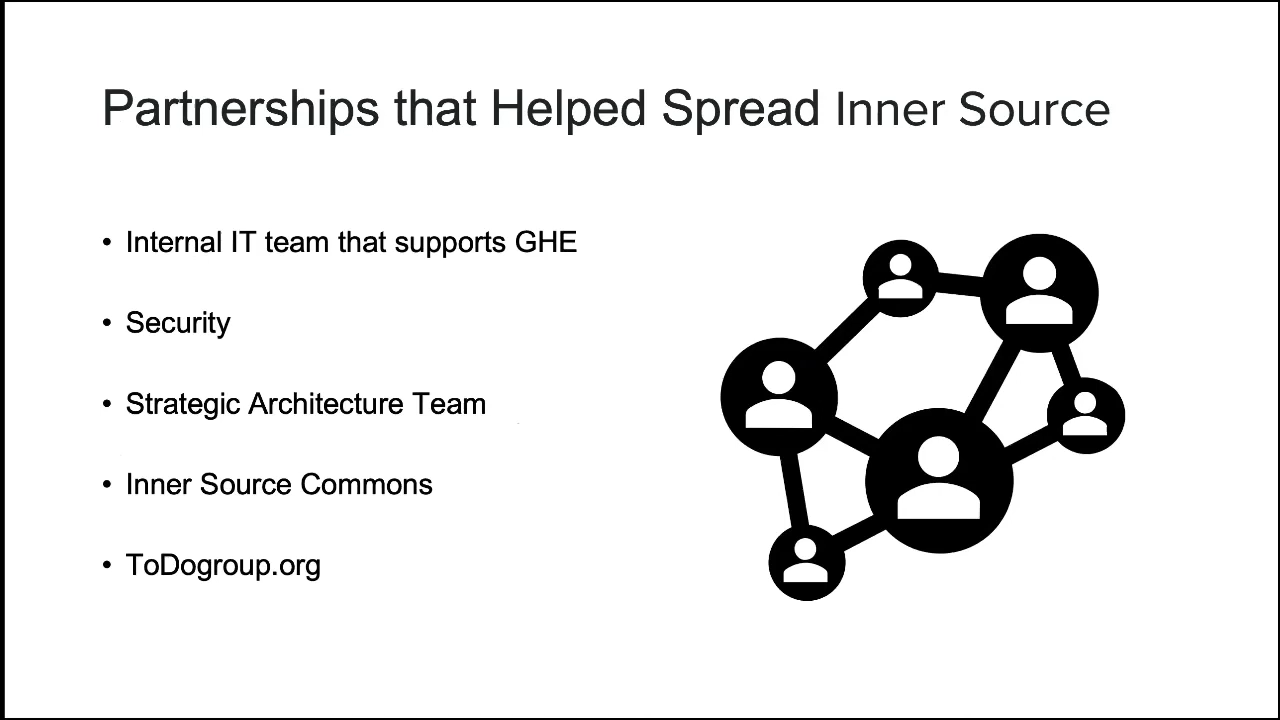 Partnerships that Helped Spread Inner Source
• Internal IT team that supports GHE
• Security
• Strategic Architecture Team
• Inner Source Commons
• ToDogroup.org